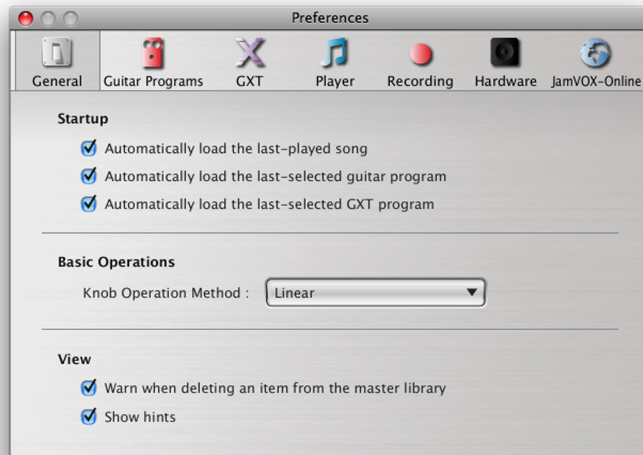 Preferences
General Guitar Programs GXT Player Recording Hardware JamVOX-Online
Startup
Automatically load the last-played song
Automatically load the last-selected guitar program
Automatically load the last-selected GXT program
Basic Operations
Knob Operation Method : Linear
View
Warn when deleting an item from the master library
Show hints